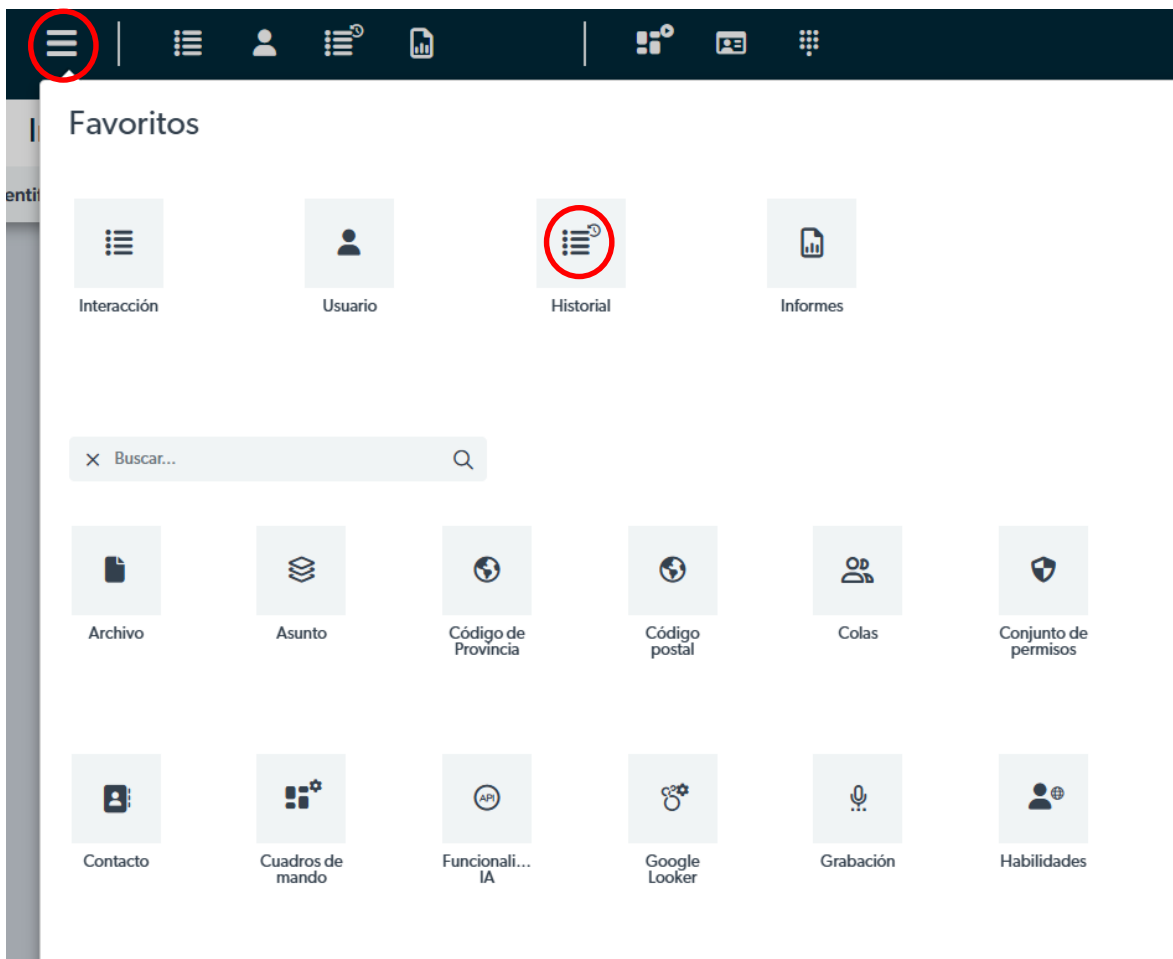 Favoritos
Interacción
Usuario
Historial
Informes
Buscar...
Archivo
Asunto
Código de
Provincia
Código
postal
Colas
Conjunto de
permisos
Contacto
Cuadros de
mando
API
Funcionali...
IA
Google
Looker
Grabación
Habilidades